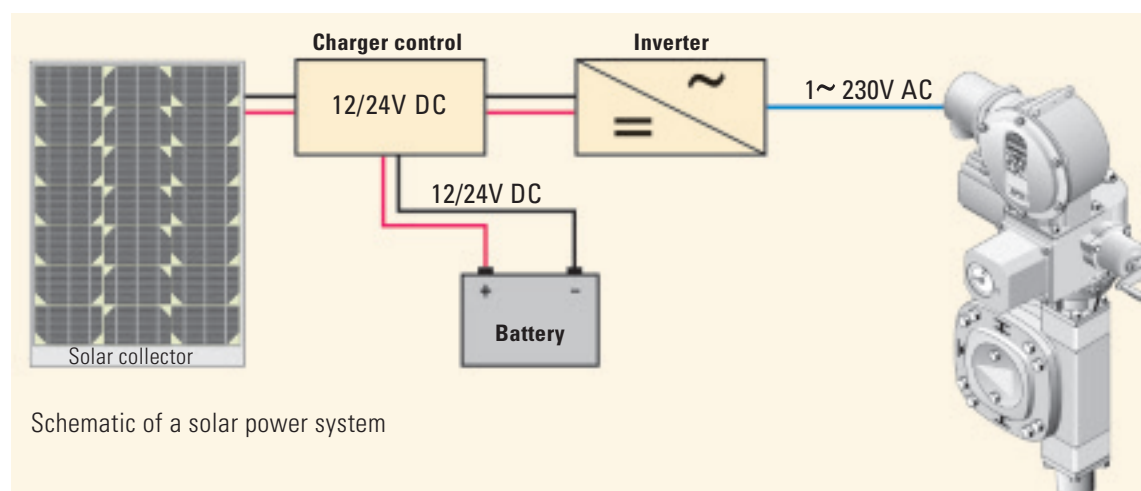 Charger control
Inverter
12/24V DC
~
=
1~ 230V AC
12/24V DC
+ -
Battery
Solar collector
Schematic of a solar power system